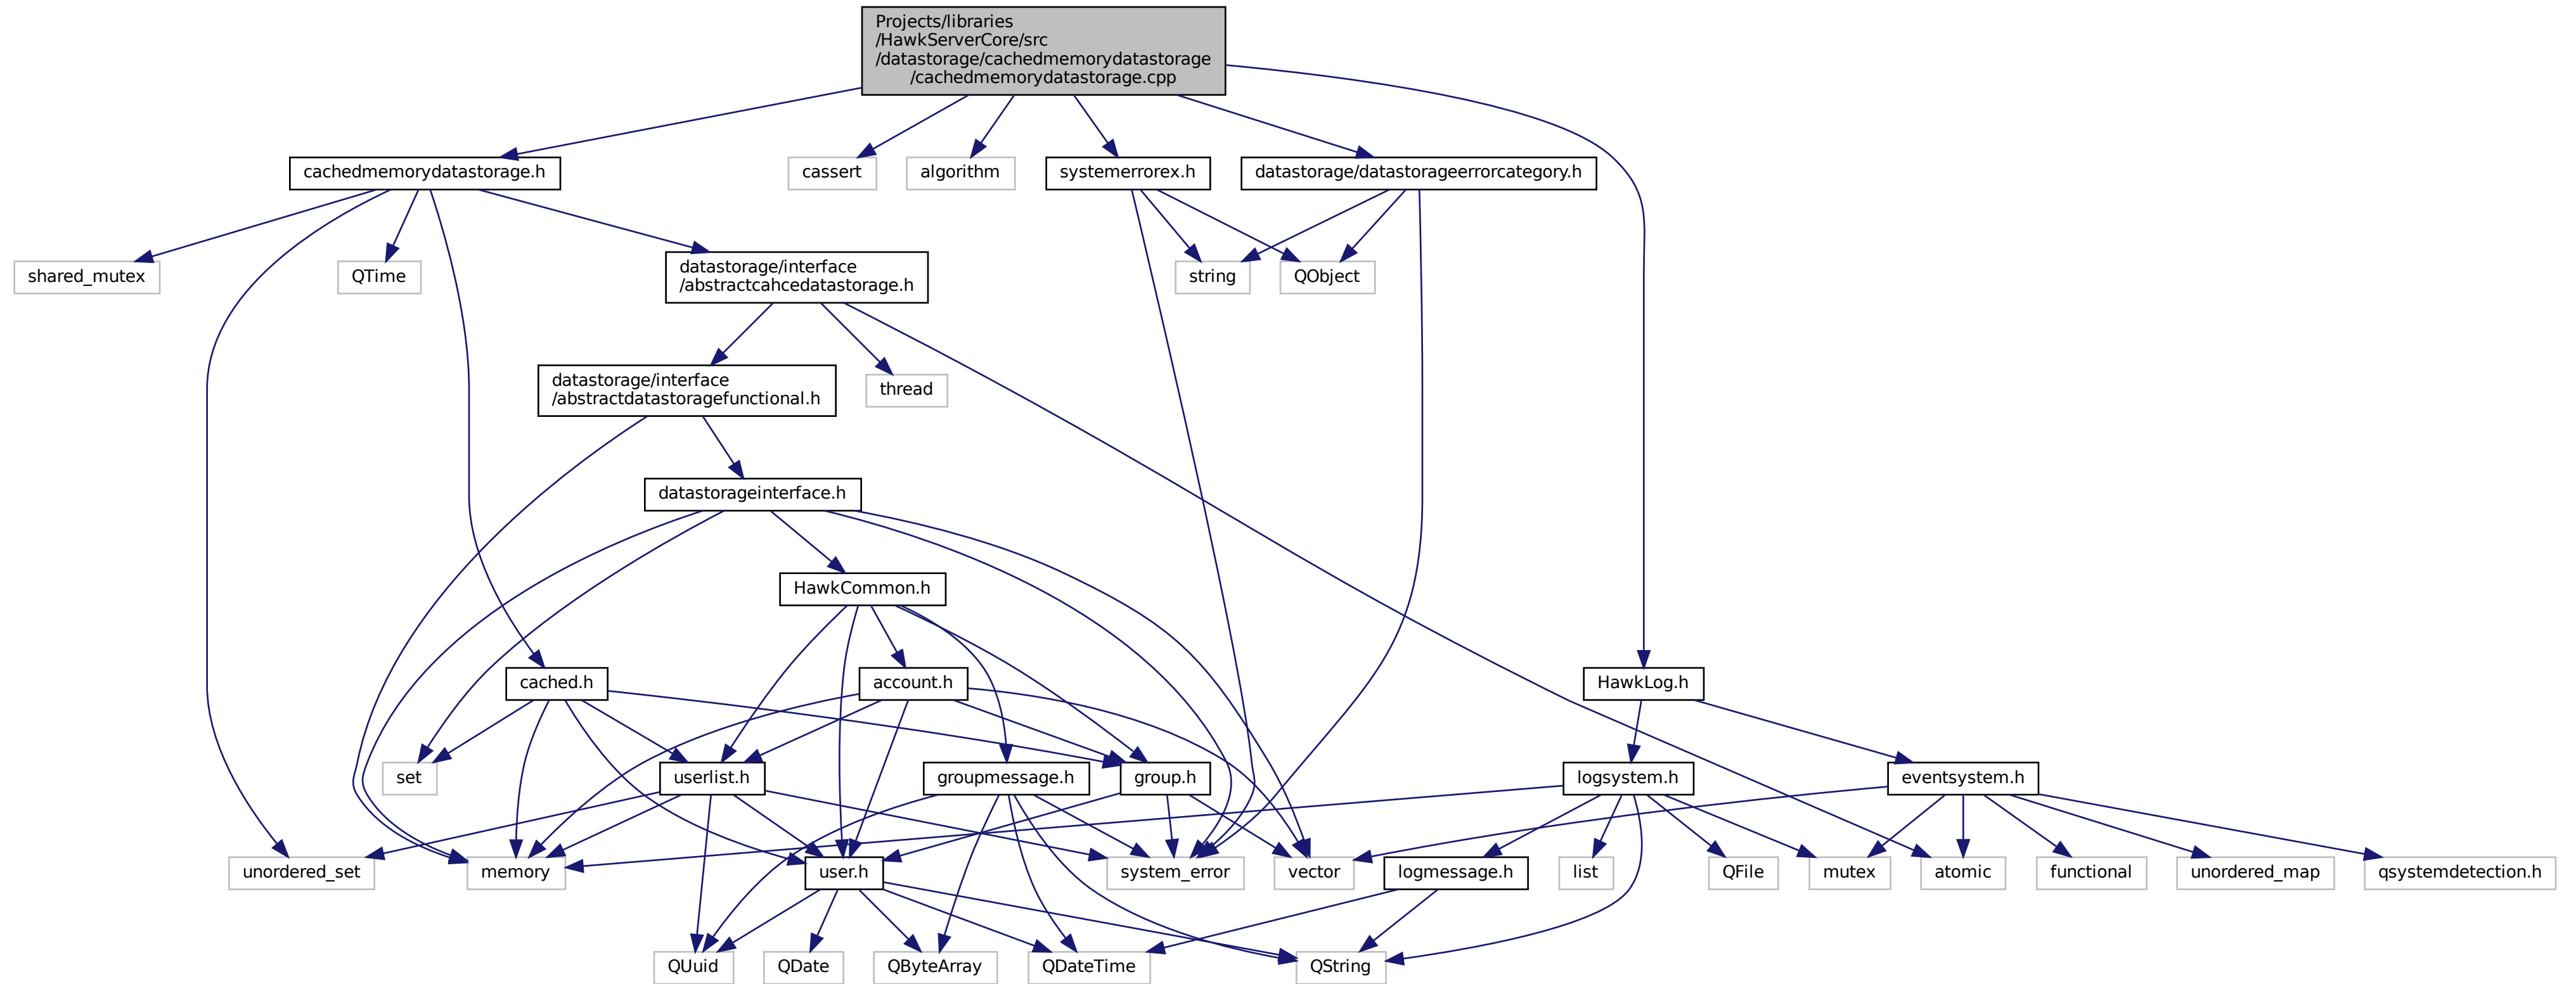 Projects/libraries
/HawkServerCore/src
/datastorage/cachedmemorydatastorage
/cachedmemorydatastorage.cpp
cachedmemorydatastorage.h
cassert
algorithm
systemerrorex.h
datastorage/datastorageerrorcategory.h
shared_mutex
QTime
datastorage/interface
/abstractcahcedatastorage.h
string
QObject
datastorage/interface
/abstractdatastoragefunctional.h
thread
datastorageinterface.h
HawkCommon.h
cached.h
account.h
HawkLog.h
set
userlist.h
groupmessage.h
group.h
logsystem.h
eventsystem.h
unordered_set
memory
user.h
system_error
vector
logmessage.h
list
QFile
mutex
atomic
functional
unordered_map
qsystemdetection.h
QUuid
QDate
QByteArray
QDateTime
QString